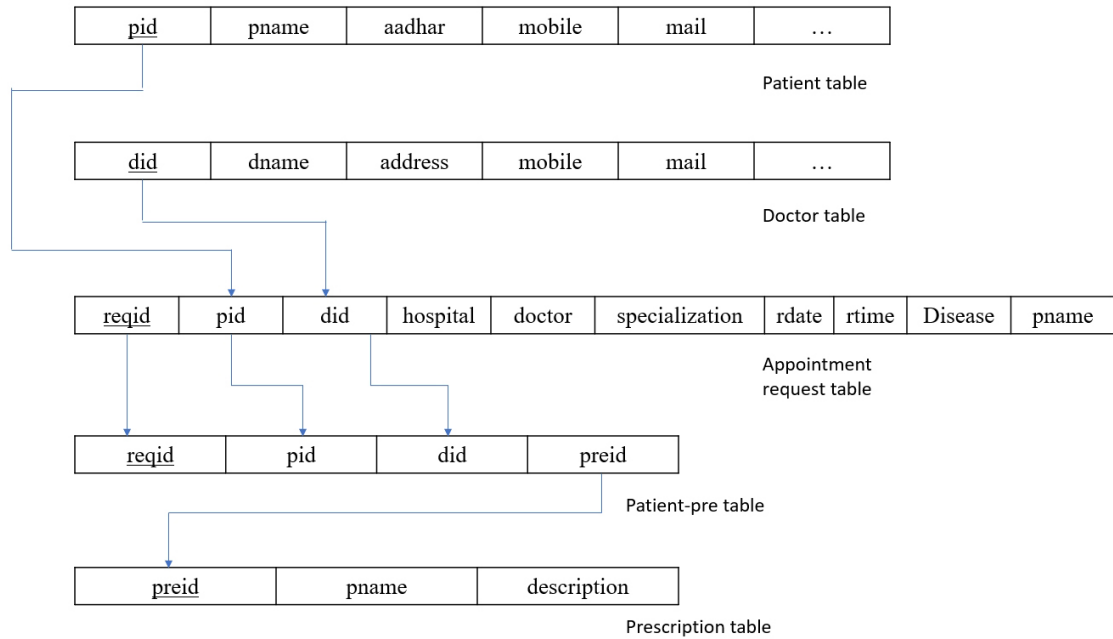 pid pname aadhar mobile mail …
Patient table
did dname address mobile mail …
Doctor table
reqid pid did hospital doctor specialization rdate rtime Disease pname
Appointment
request table
reqid pid did preid
Patient-pre table
preid pname description
Prescription table